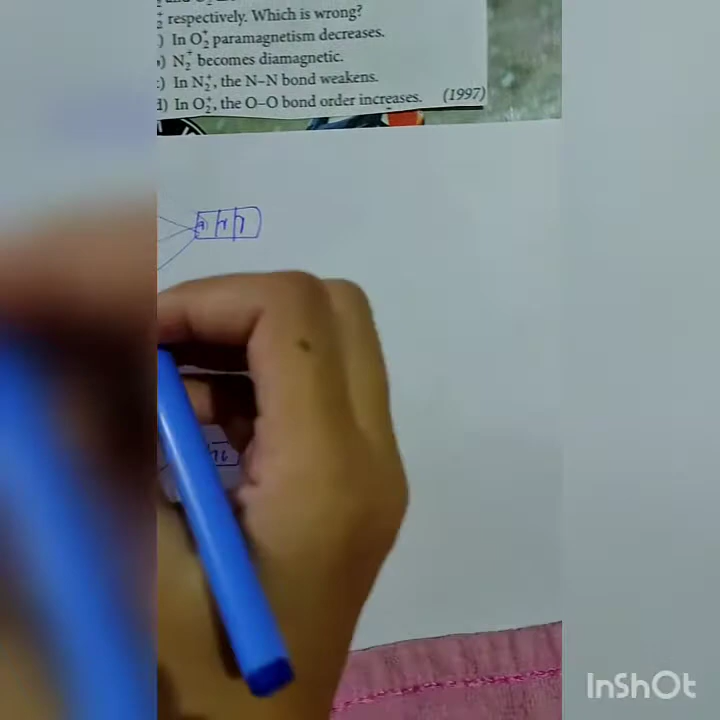 respectively. Which is wrong?
) In O₂⁺ paramagnetism decreases.
) N₂⁺ becomes diamagnetic.
:) In N₂⁺, the N–N bond weakens.
d) In O₂⁺, the O–O bond order increases. (1997)
InShOt